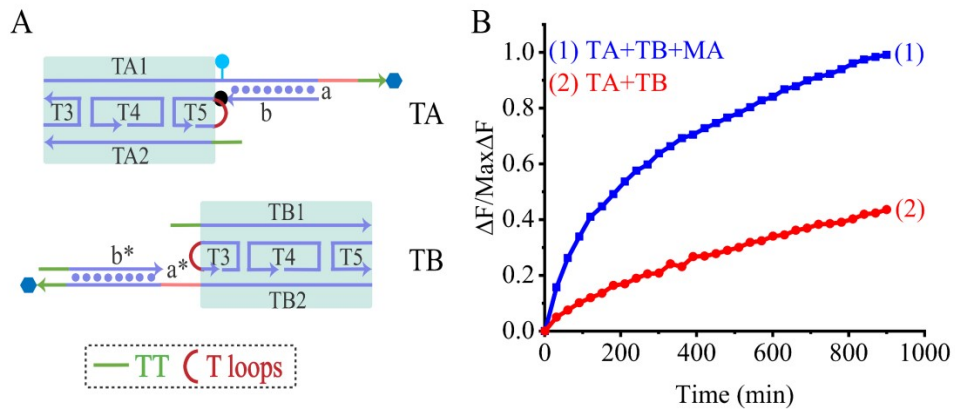 A
TA1
T3
T4
T5
a
b
TA
TA2
TB1
b*
a*
T3
T4
T5
TB
TB2
TT
T loops
B
(1) TA+TB+MA
(2) TA+TB
(1)
(2)
ΔF/MaxΔF
1.0
0.8
0.6
0.4
0.2
0.0
0
200
400
600
800
1000
Time (min)